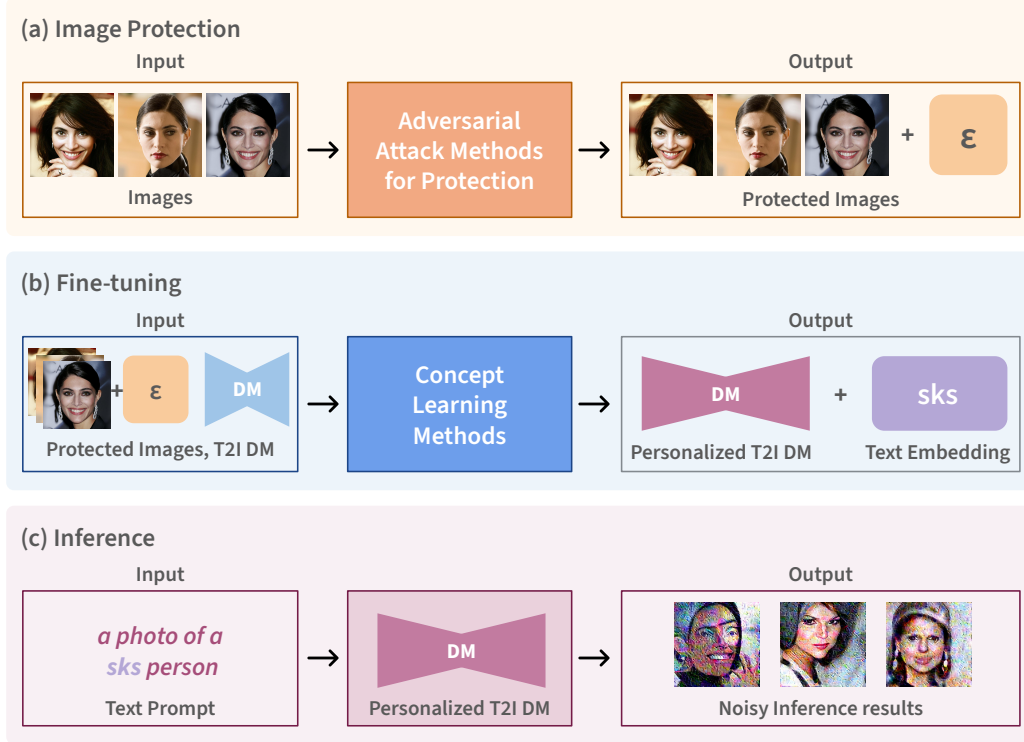 (a) Image Protection
Input
Output
Images
Adversarial
Attack Methods
for Protection
+
ε
Protected Images
(b) Fine-tuning
Input
Output
+
ε
DM
Protected Images, T2I DM
Concept
Learning
Methods
DM
+
sks
Personalized T2I DM
Text Embedding
(c) Inference
Input
Output
a photo of a
sks person
Text Prompt
DM
Personalized T2I DM
Noisy Inference results